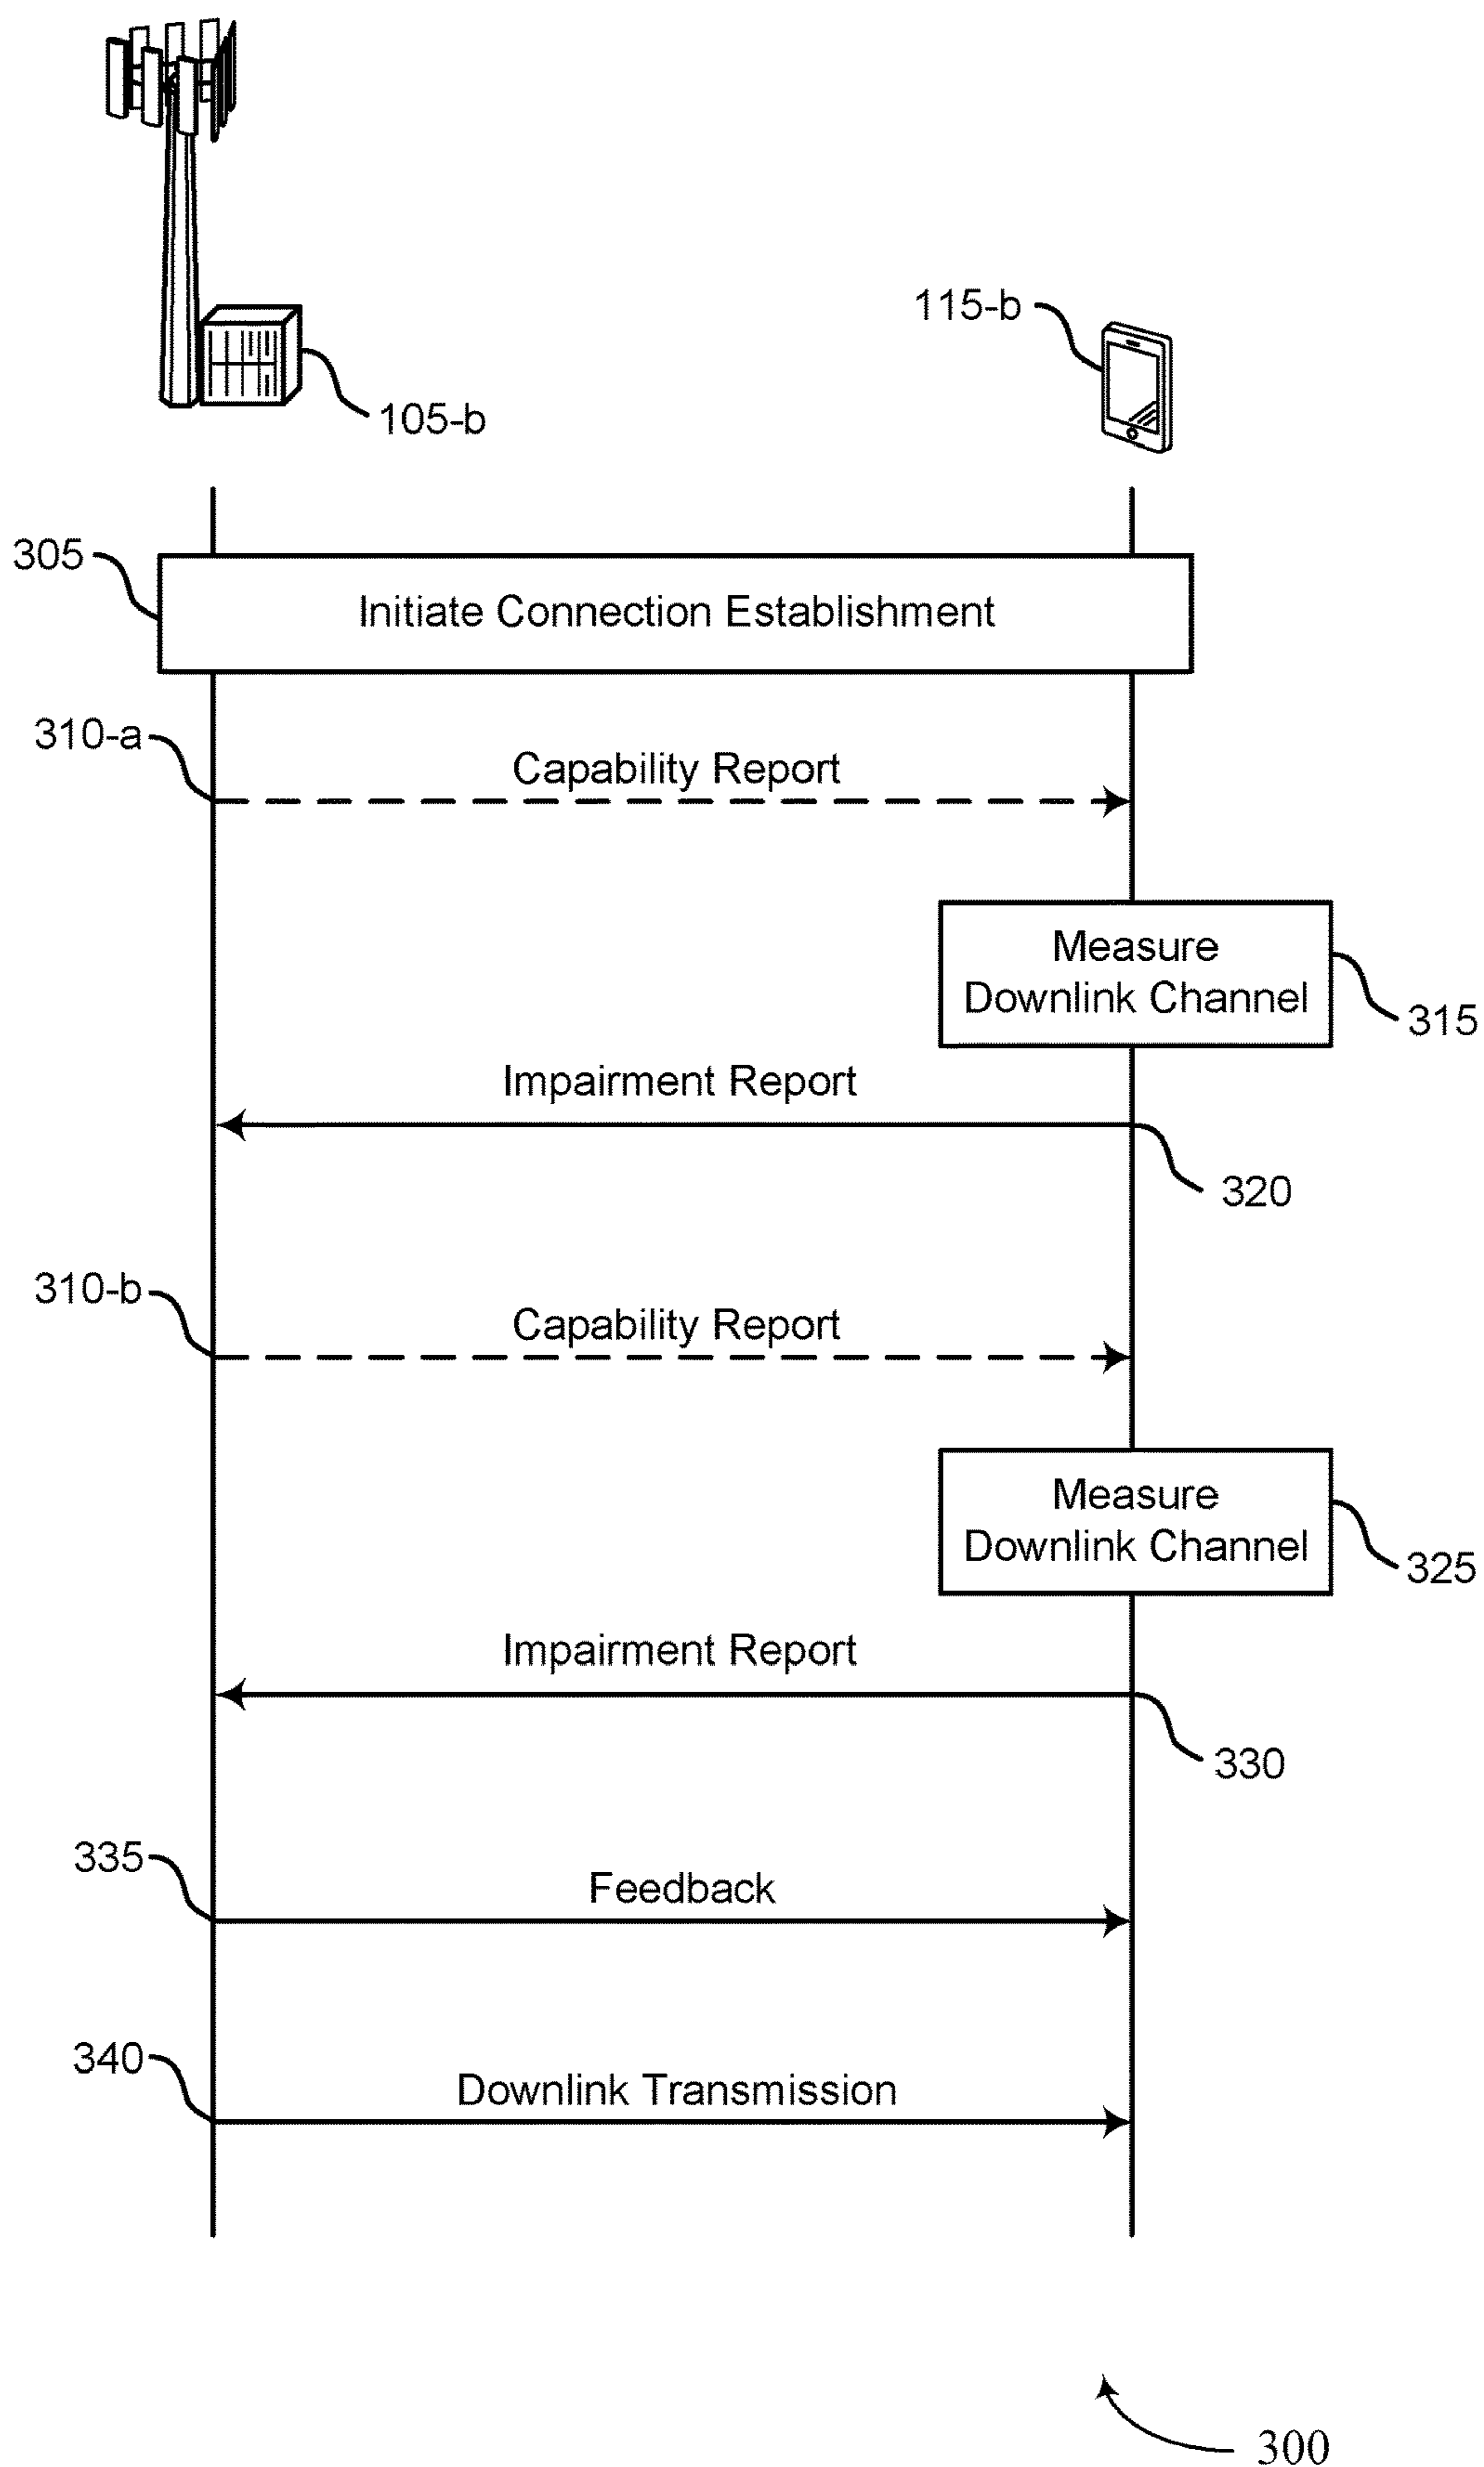 115-b
105-b
305
Initiate Connection Establishment
310-a
Capability Report
Measure
Downlink Channel
315
Impairment Report
320
310-b
Capability Report
Measure
Downlink Channel
325
Impairment Report
330
335
Feedback
340
Downlink Transmission
300